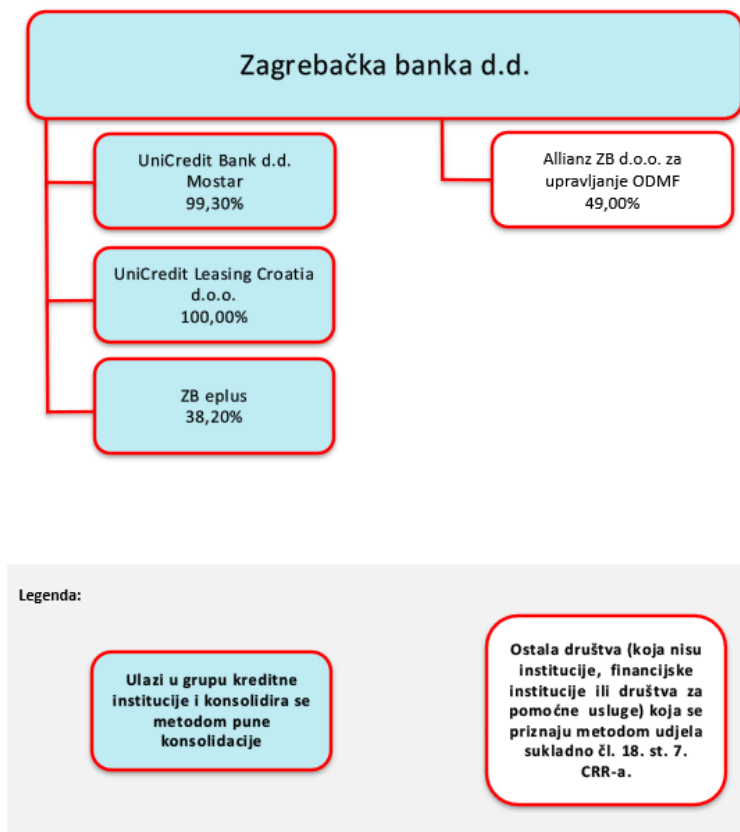 Zagrebačka banka d.d.
UniCredit Bank d.d.
Mostar
99,30%
Allianz ZB d.o.o. za
upravljanje ODMF
49,00%
UniCredit Leasing Croatia
d.o.o.
100,00%
ZB eplus
38,20%
Legenda:
Ulazi u grupu kreditne
institucije i konsolidira se
metodom pune
konsolidacije
Ostala društva (koja nisu
institucije, financijske
institucije ili društva za
pomoćne usluge) koja se
priznaju metodom udjela
sukladno čl. 18. st. 7.
CRR-a.